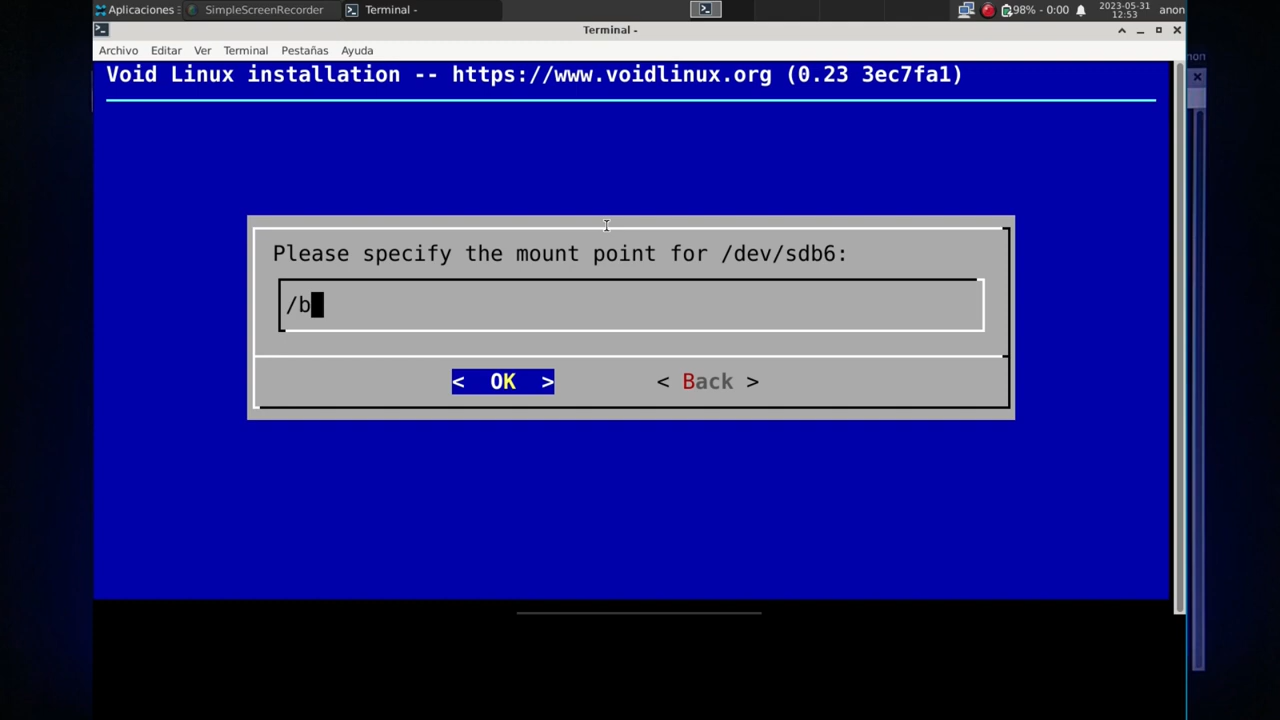 Aplicaciones
SimpleScreenRecorder
Terminal -
98% - 0:00
2023-05-31
12:53
anon
Terminal -
Archivo Editar Ver Terminal Pestañas Ayuda
non
Void Linux installation -- https://www.voidlinux.org (0.23 3ec7fa1)
Please specify the mount point for /dev/sdb6:
/b
< OK > < Back >